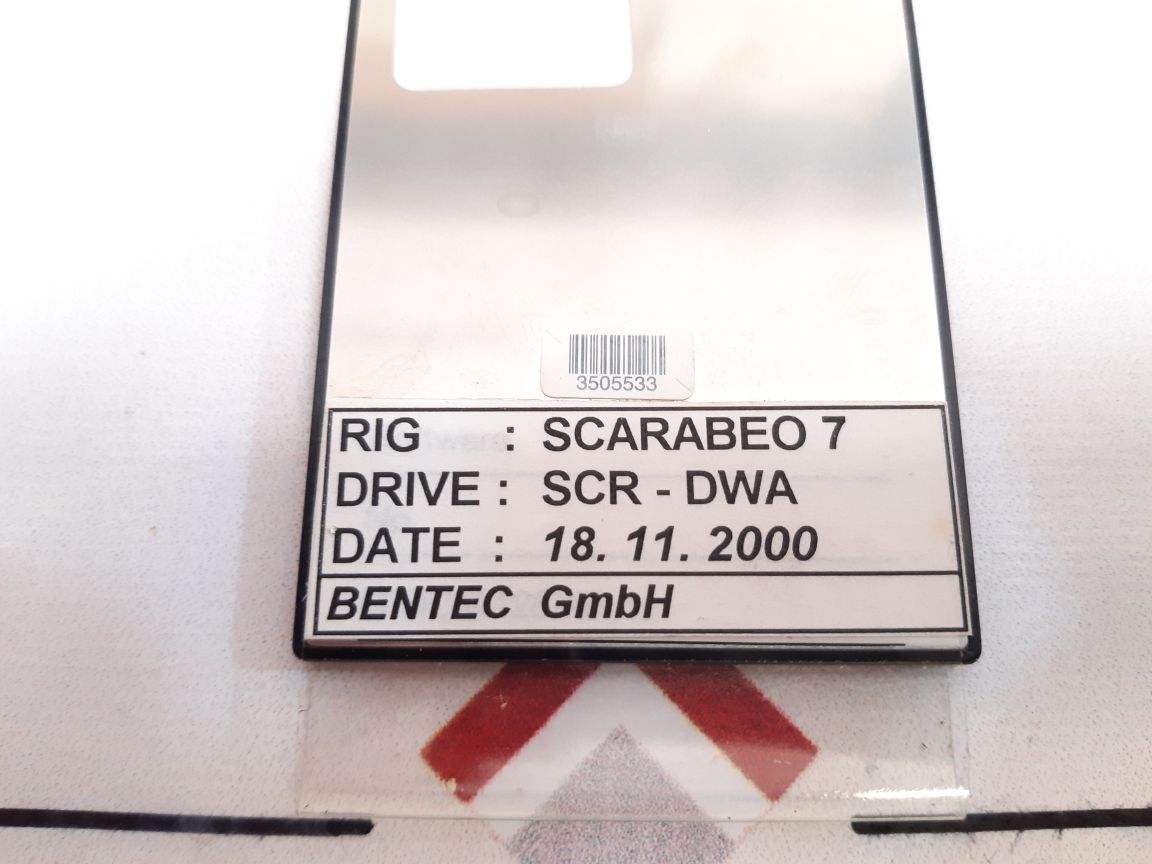 3505533
RIG : SCARABEO 7
DRIVE : SCR - DWA
DATE : 18. 11. 2000
BENTEC GmbH